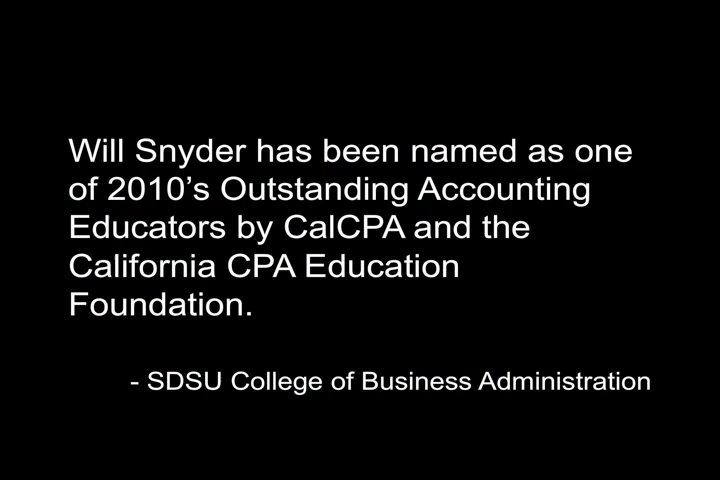 Will Snyder has been named as one
of 2010’s Outstanding Accounting
Educators by CalCPA and the
California CPA Education
Foundation.
- SDSU College of Business Administration